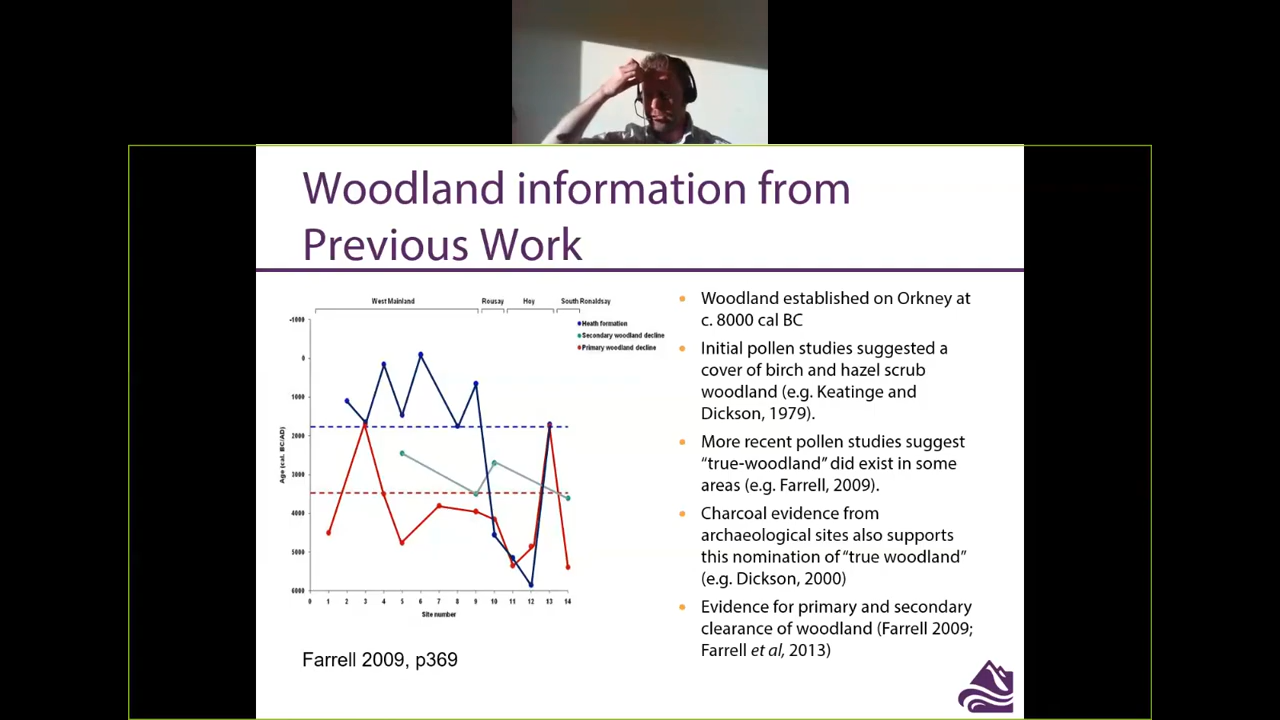 Woodland information from
Previous Work
West Mainland
Rousay
Hoy
South Ronaldsay
Heath formation
Secondary woodland decline
Primary woodland decline
-1000
0
1000
2000
3000
4000
5000
6000
Age (cal. BC/AD)
0 1 2 3 4 5 6 7 8 9 10 11 12 13 14
Site number
Farrell 2009, p369
Woodland established on Orkney at
c. 8000 cal BC
Initial pollen studies suggested a
cover of birch and hazel scrub
woodland (e.g. Keatinge and
Dickson, 1979).
More recent pollen studies suggest
“true-woodland” did exist in some
areas (e.g. Farrell, 2009).
Charcoal evidence from
archaeological sites also supports
this nomination of “true woodland”
(e.g. Dickson, 2000)
Evidence for primary and secondary
clearance of woodland (Farrell 2009;
Farrell et al, 2013)